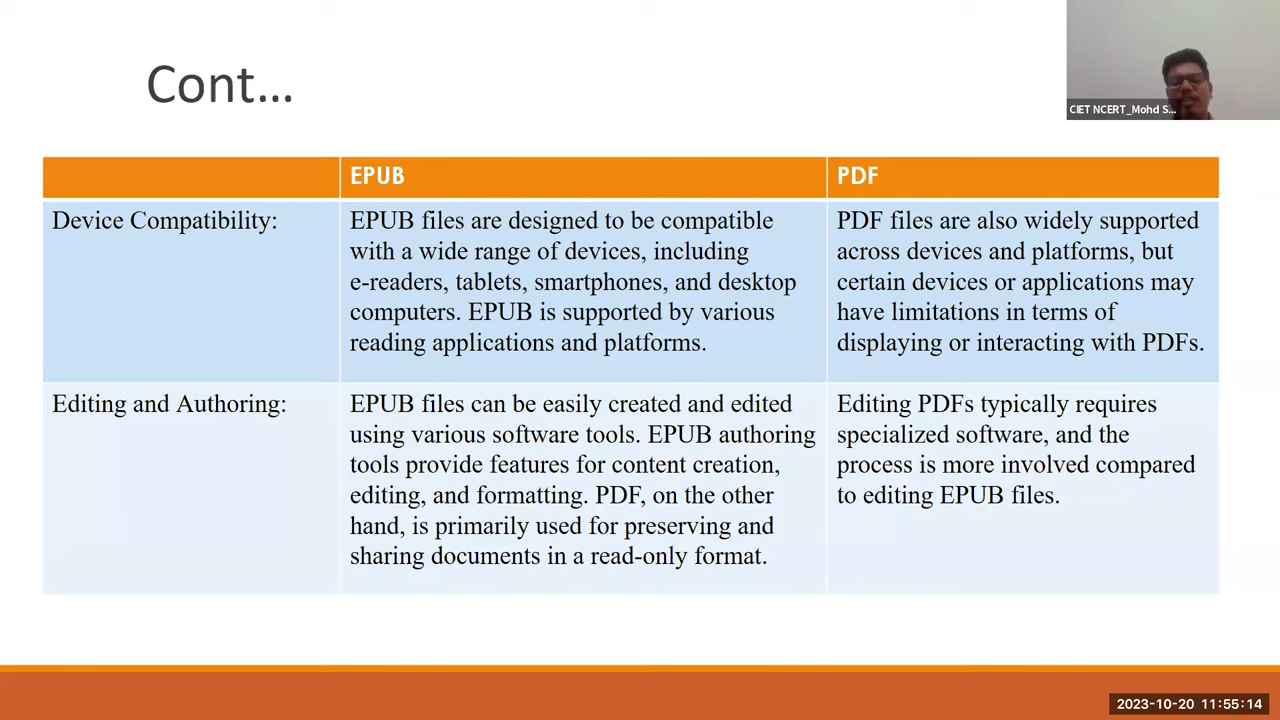 Cont...
CIET NCERT_Mohd S...
EPUB
PDF
Device Compatibility:
EPUB files are designed to be compatible
with a wide range of devices, including
e-readers, tablets, smartphones, and desktop
computers. EPUB is supported by various
reading applications and platforms.
PDF files are also widely supported
across devices and platforms, but
certain devices or applications may
have limitations in terms of
displaying or interacting with PDFs.
Editing and Authoring:
EPUB files can be easily created and edited
using various software tools. EPUB authoring
tools provide features for content creation,
editing, and formatting. PDF, on the other
hand, is primarily used for preserving and
sharing documents in a read-only format.
Editing PDFs typically requires
specialized software, and the
process is more involved compared
to editing EPUB files.
2023-10-20 11:55:14